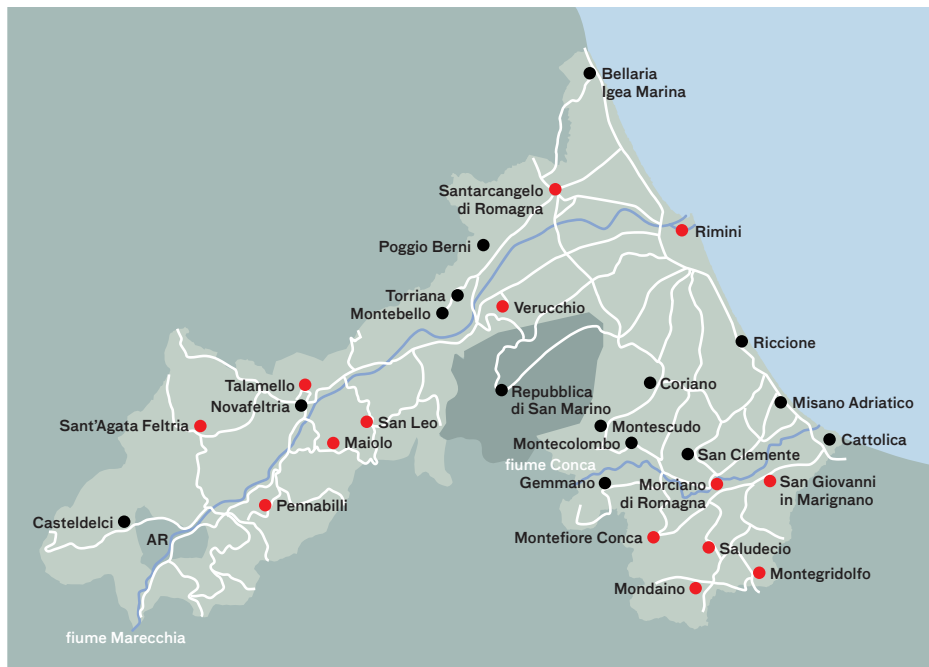 Bellaria
Igea Marina
Santarcangelo
di Romagna
Rimini
Poggio Berni
Torriana
Montebello
Verucchio
Riccione
Talamello
Novafeltria
Repubblica
di San Marino
Coriano
Misano Adriatico
Sant'Agata Feltria
San Leo
Maiolo
Montescudo
Montecolombo
Cattolica
San Clemente
fiume Conca
Gemmano
Morciano
di Romagna
San Giovanni
in Marignano
Pennabilli
Casteldelci
AR
Montefiore Conca
Saludecio
Montegridolfo
Mondaino
fiume Marecchia